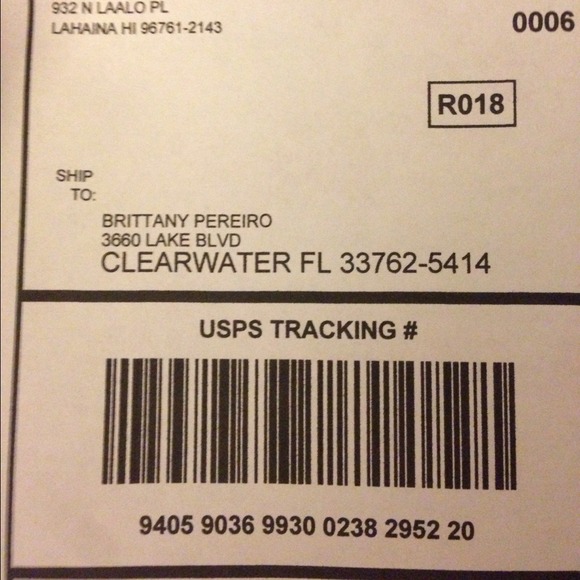 932 N LAALO PL
LAHAINA HI 96761-2143
0006
R018
SHIP
TO:
BRITTANY PEREIRO
3660 LAKE BLVD
CLEARWATER FL 33762-5414
USPS TRACKING #
9405 9036 9930 0238 2952 20